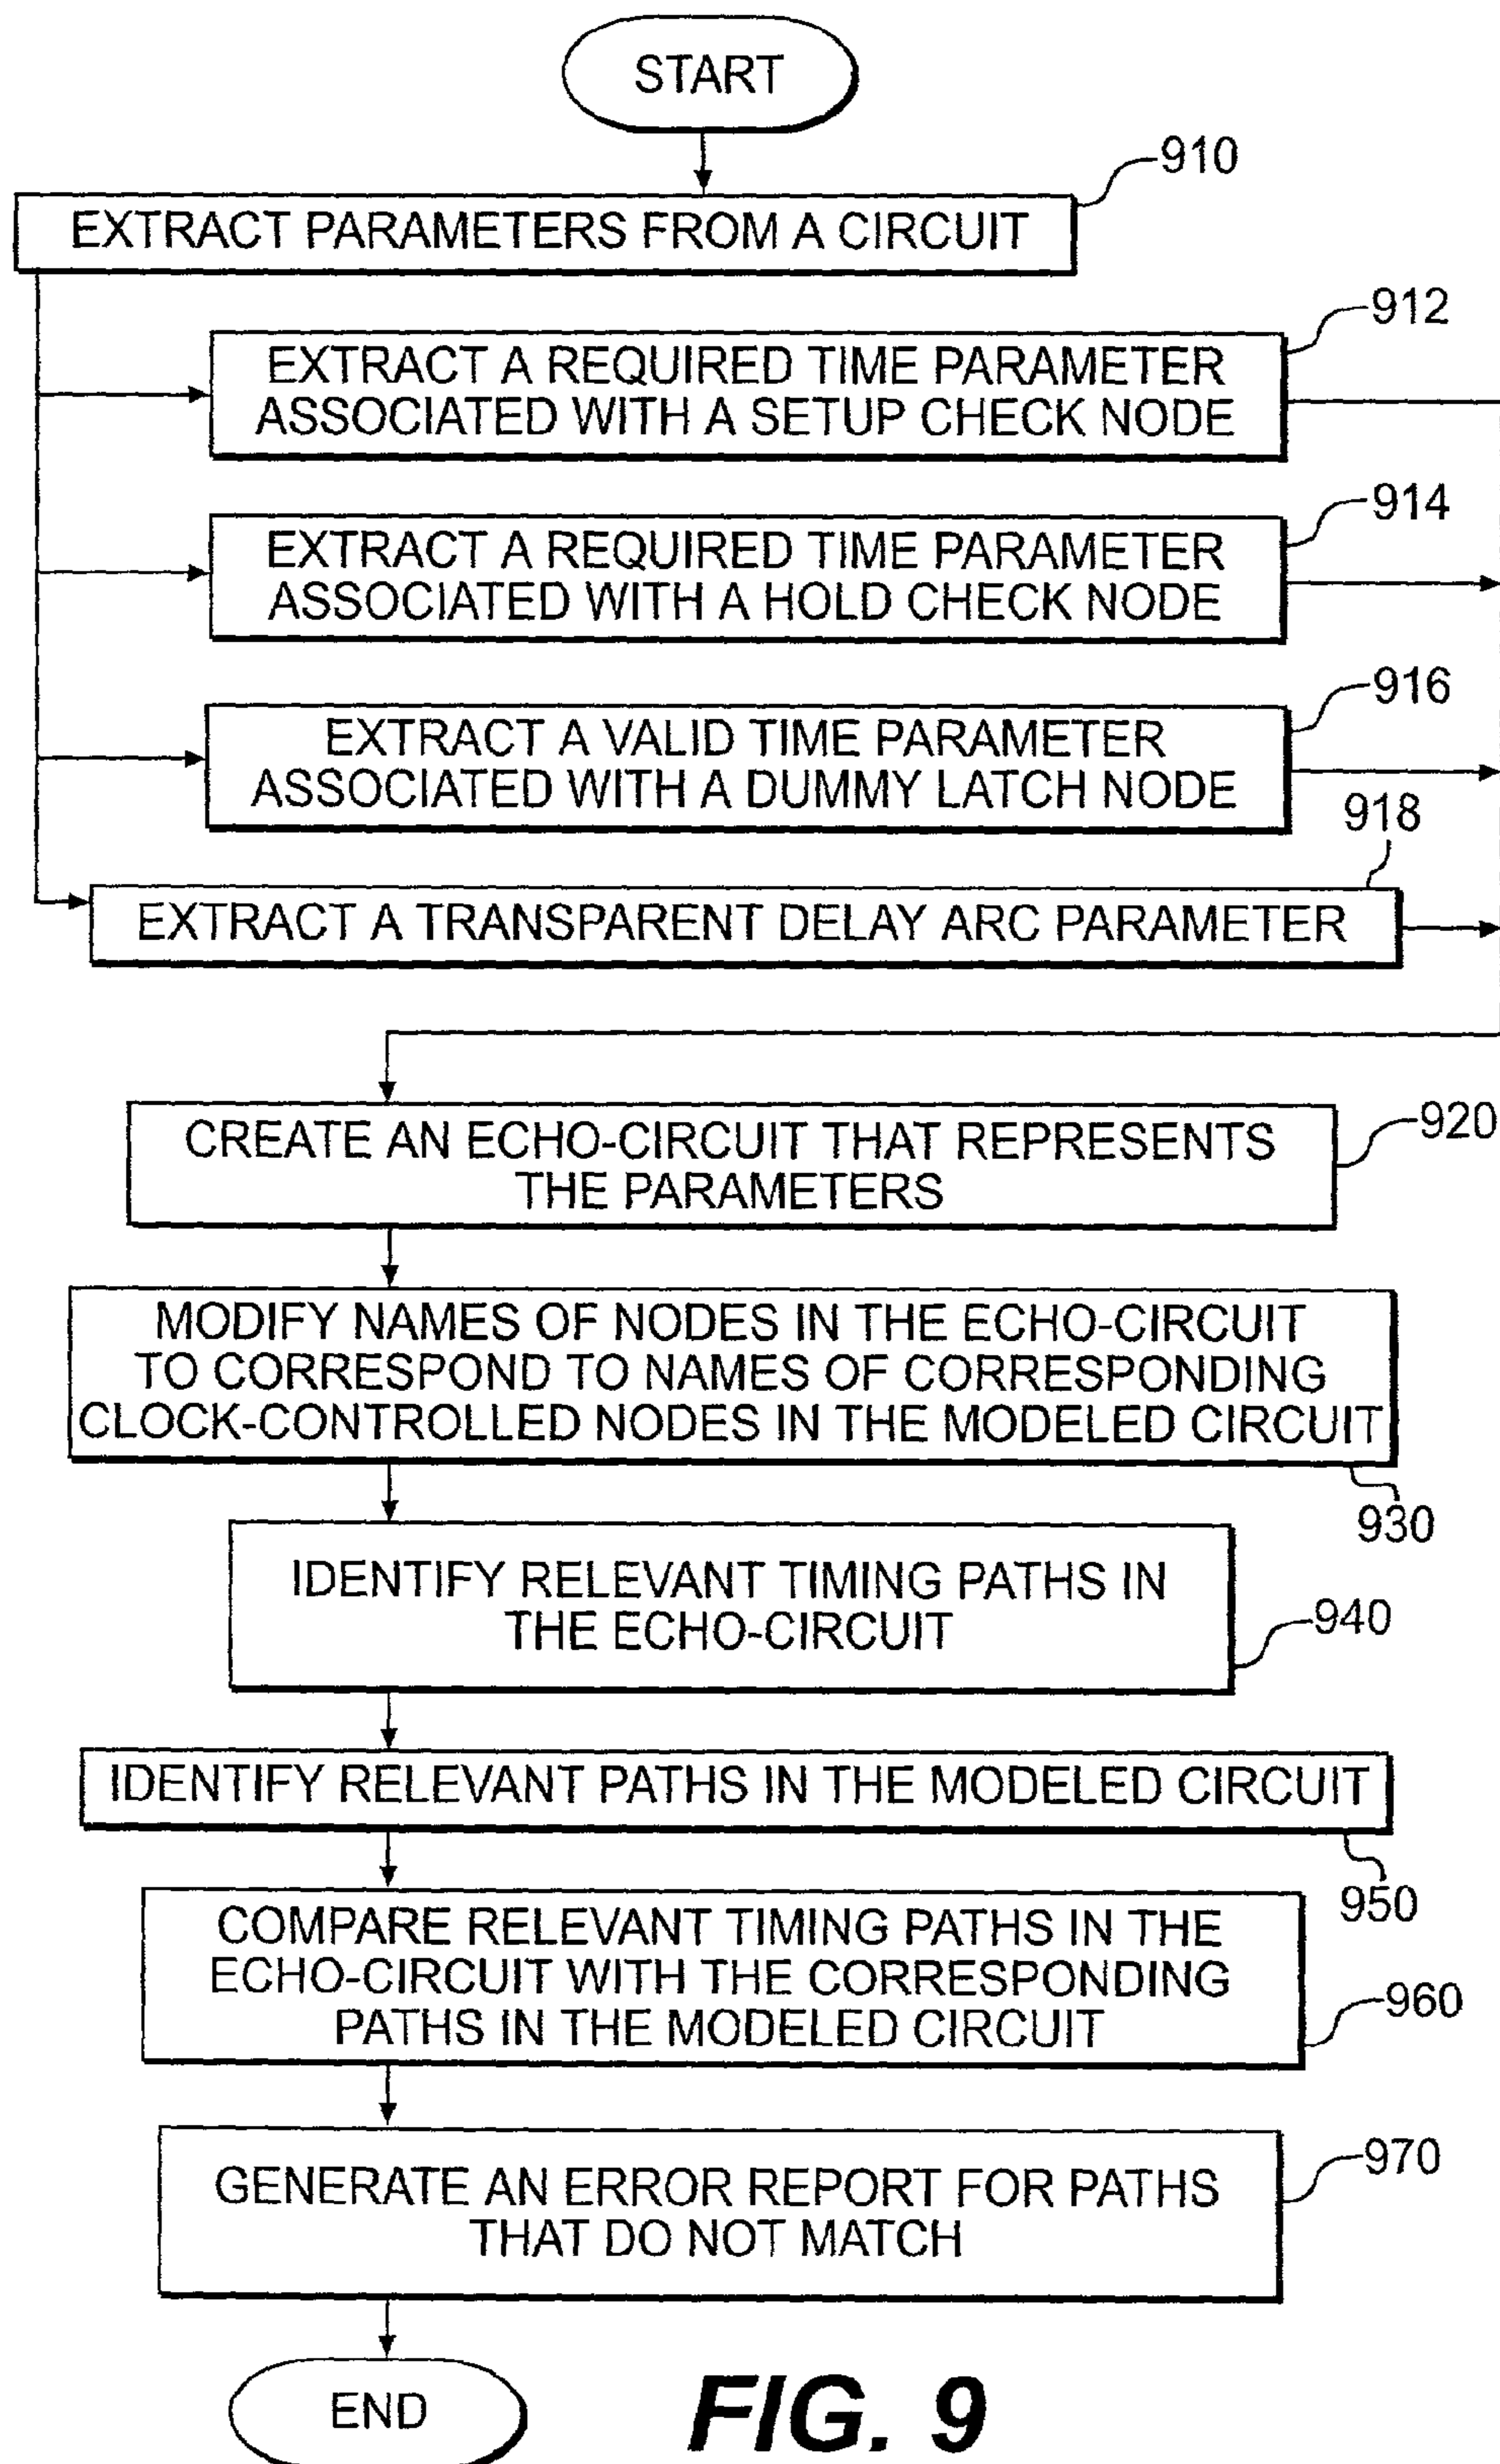 START
910
EXTRACT PARAMETERS FROM A CIRCUIT
912
EXTRACT A REQUIRED TIME PARAMETER
ASSOCIATED WITH A SETUP CHECK NODE
914
EXTRACT A REQUIRED TIME PARAMETER
ASSOCIATED WITH A HOLD CHECK NODE
916
EXTRACT A VALID TIME PARAMETER
ASSOCIATED WITH A DUMMY LATCH NODE
918
EXTRACT A TRANSPARENT DELAY ARC PARAMETER
920
CREATE AN ECHO-CIRCUIT THAT REPRESENTS
THE PARAMETERS
MODIFY NAMES OF NODES IN THE ECHO-CIRCUIT
TO CORRESPOND TO NAMES OF CORRESPONDING
CLOCK-CONTROLLED NODES IN THE MODELED CIRCUIT
930
IDENTIFY RELEVANT TIMING PATHS IN
THE ECHO-CIRCUIT
940
IDENTIFY RELEVANT PATHS IN THE MODELED CIRCUIT
950
COMPARE RELEVANT TIMING PATHS IN THE
ECHO-CIRCUIT WITH THE CORRESPONDING
PATHS IN THE MODELED CIRCUIT
960
970
GENERATE AN ERROR REPORT FOR PATHS
THAT DO NOT MATCH
END
FIG. 9